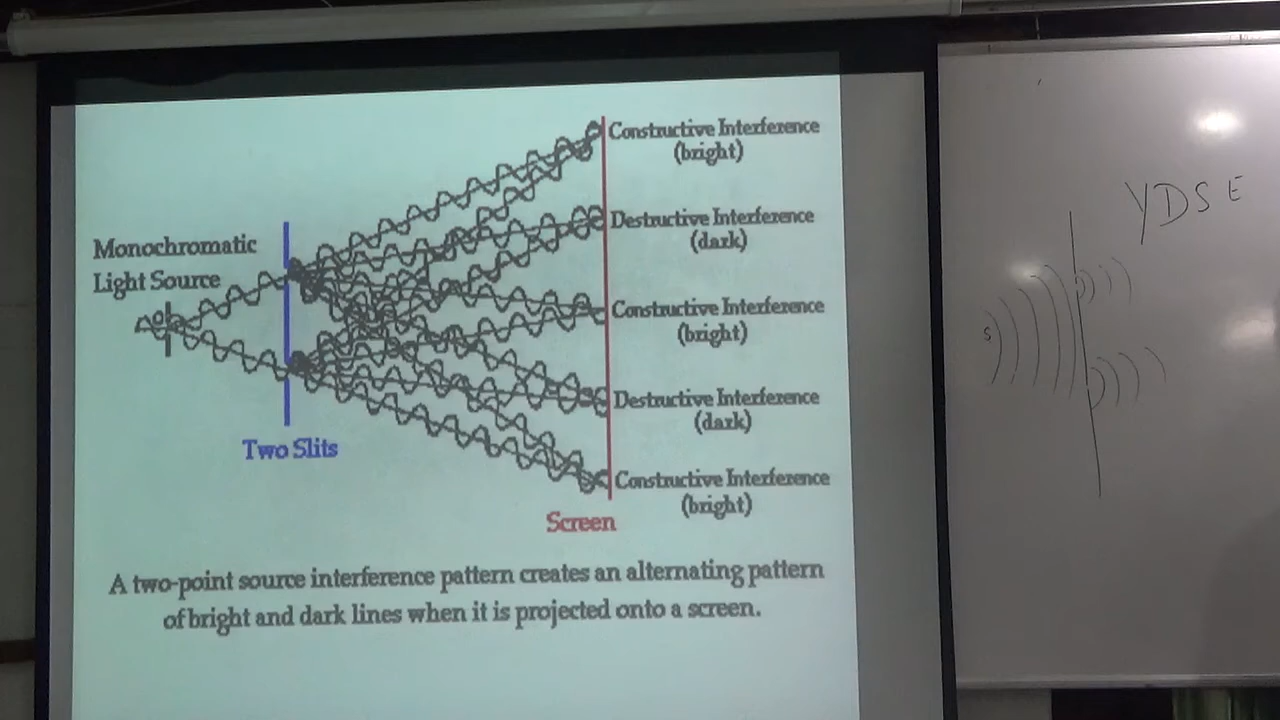 Constructive Interference
(bright)
Destructive Interference
(dark)
Monochromatic
Light Source
Constructive Interference
(bright)
Destructive Interference
(dark)
Two Slits
Constructive Interference
(bright)
Screen
A two-point source interference pattern creates an alternating pattern
of bright and dark lines when it is projected onto a screen.
YDSE
S